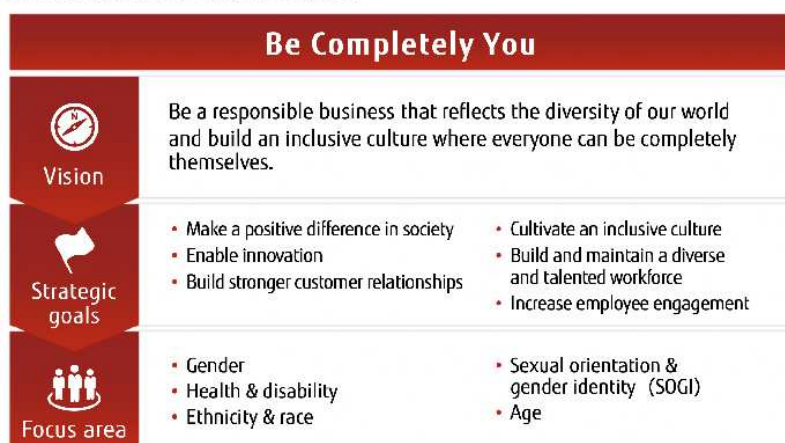 Be Completely You
N
Vision
Be a responsible business that reflects the diversity of our world
and build an inclusive culture where everyone can be completely
themselves.
Strategic
goals
• Make a positive difference in society
• Enable innovation
• Build stronger customer relationships
• Cultivate an inclusive culture
• Build and maintain a diverse
and talented workforce
• Increase employee engagement
Focus area
• Gender
• Health & disability
• Ethnicity & race
• Sexual orientation &
gender identity (SOGI)
• Age